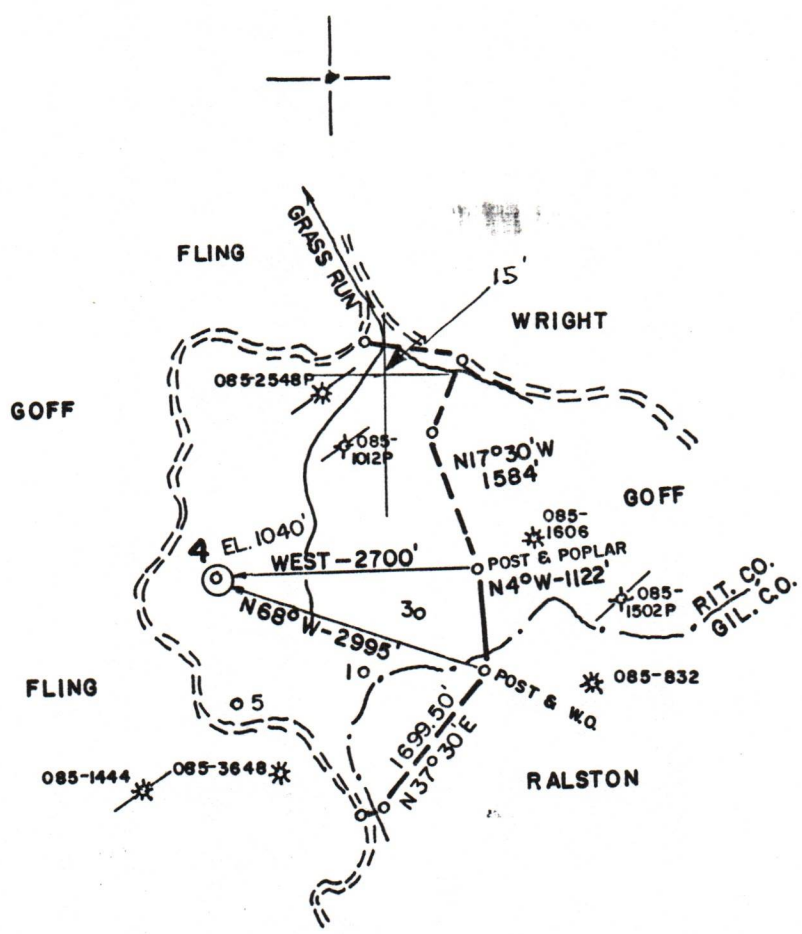 GRASS RUN
FLING
15'
WRIGHT
085-2548P
GOFF
085-
1012P
N17°30'W
1584'
GOFF
085-
1606
4
EL. 1040'
WEST-2700'
POST & POPLAR
N4°W-1122'
085-
1502P
RIT. CO.
GIL. CO.
3
N68°W-2995'
1
085-832
FLING
POST & W.O.
5
1699.50'
N37°30'E
085-1444
085-3648
RALSTON